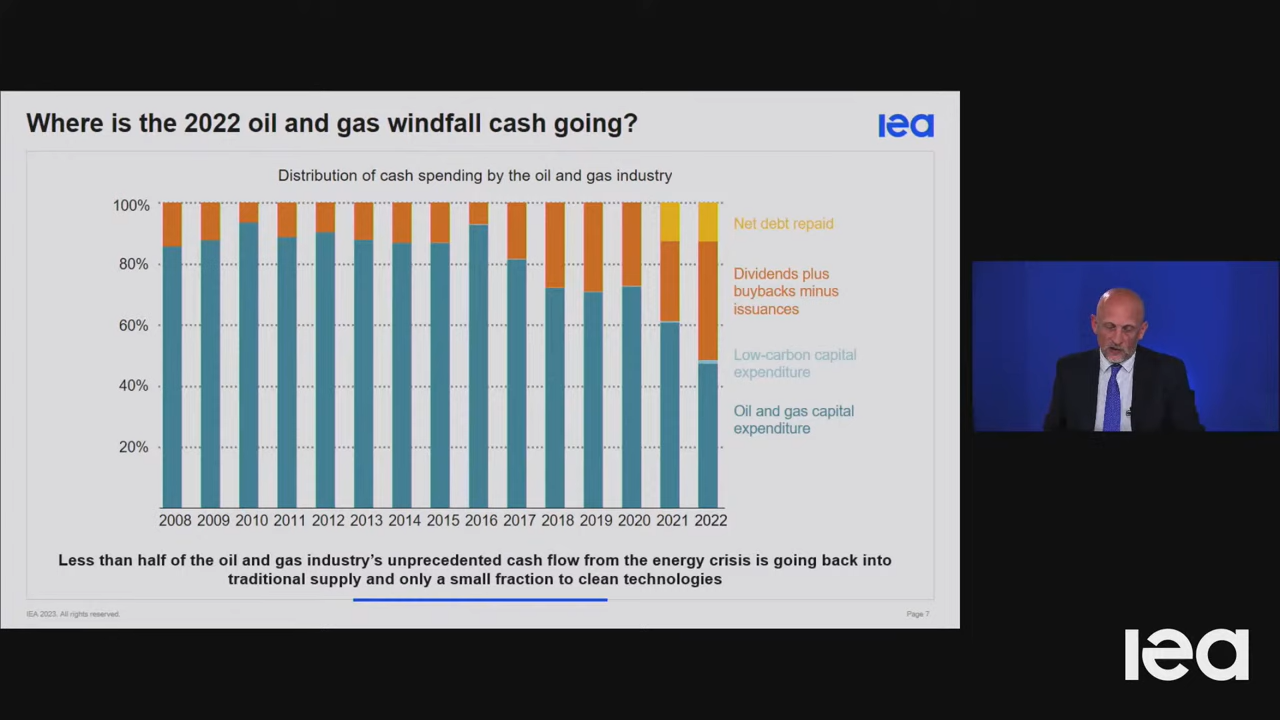 Where is the 2022 oil and gas windfall cash going?
iea
Distribution of cash spending by the oil and gas industry
100%
80%
60%
40%
20%
Net debt repaid
Dividends plus
buybacks minus
issuances
Low-carbon capital
expenditure
Oil and gas capital
expenditure
2008 2009 2010 2011 2012 2013 2014 2015 2016 2017 2018 2019 2020 2021 2022
Less than half of the oil and gas industry's unprecedented cash flow from the energy crisis is going back into
traditional supply and only a small fraction to clean technologies
IEA 2023. All rights reserved.
Page 7
iea